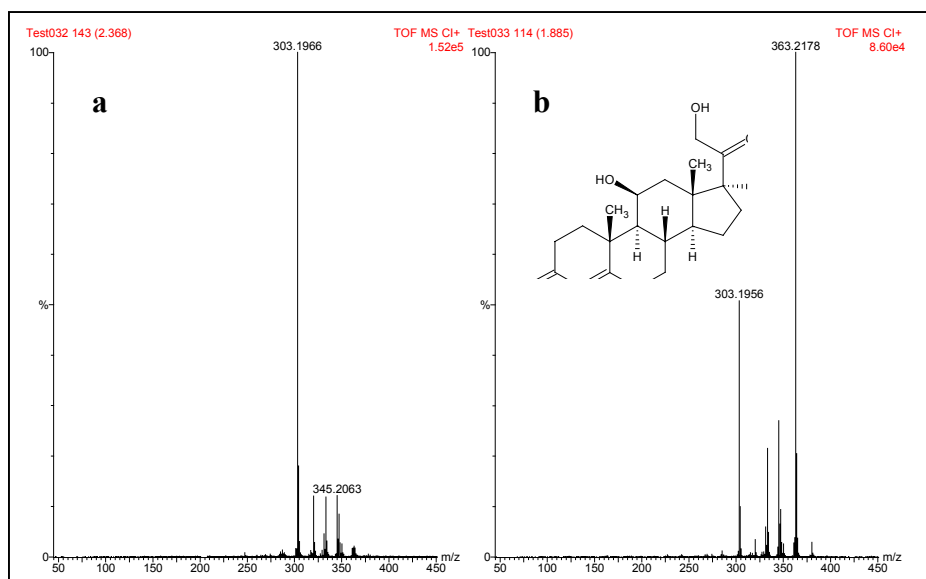 Test032 143 (2.368)
TOF MS CI+
1.52e5
100
303.1966
a
%
345.2063
0
50 100 150 200 250 300 350 400 450
m/z
Test033 114 (1.885)
TOF MS CI+
8.60e4
100
363.2178
b
OH
CH3
HO
CH3
H
H
H
303.1956
%
0
50 100 150 200 250 300 350 400 450
m/z